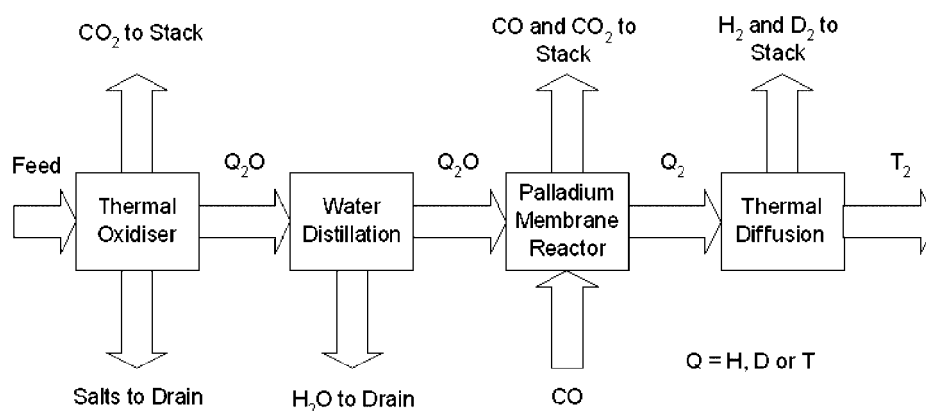 CO₂ to Stack
CO and CO₂ to
Stack
H₂ and D₂ to
Stack
Feed
Q₂O
Q₂O
Q₂
T₂
Thermal
Oxidiser
Water
Distillation
Palladium
Membrane
Reactor
Thermal
Diffusion
Q = H, D or T
Salts to Drain
H₂O to Drain
CO